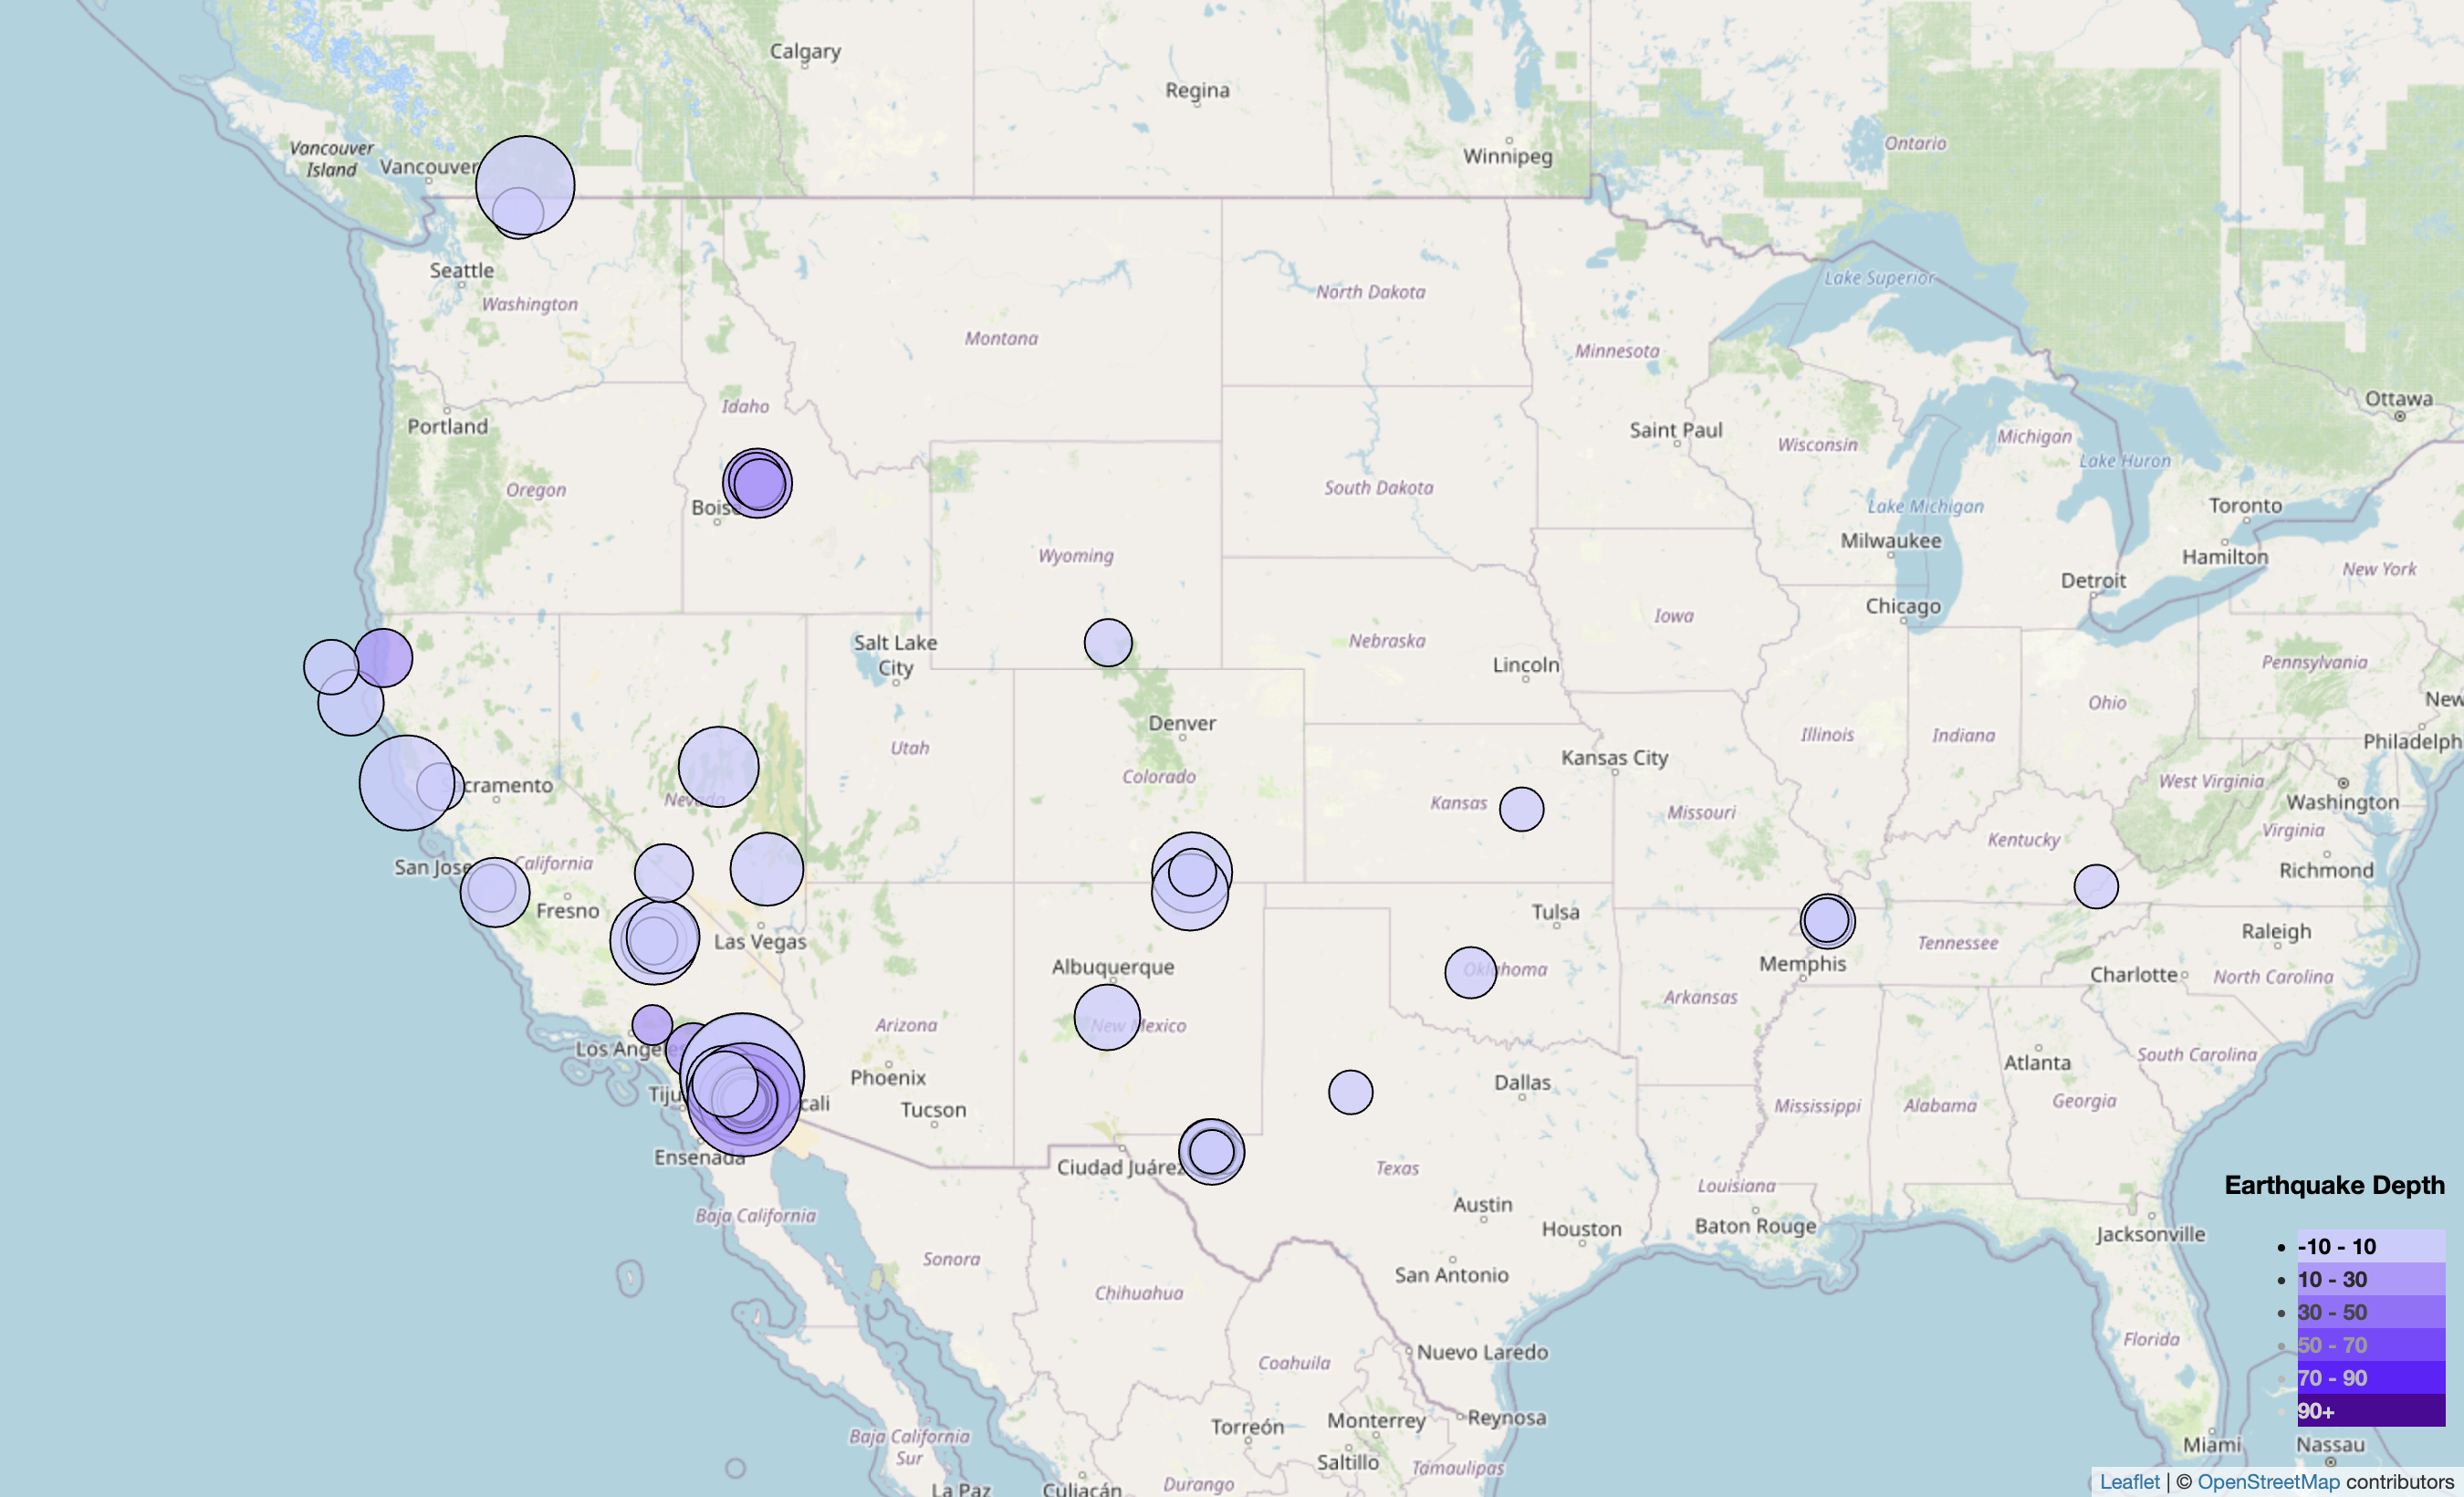 Calgary
Regina
Winnipeg
Ontario
Vancouver
Island
Vancouver
Seattle
Washington
North Dakota
Lake Superior
Montana
Minnesota
Idaho
Ottawa
Portland
Saint Paul
Wisconsin
Michigan
Lake Huron
Oregon
South Dakota
Lake Michigan
Toronto
Bois
Milwaukee
Hamilton
Wyoming
New York
Detroit
Chicago
Iowa
Salt Lake
City
Nebraska
Lincoln
Pennsylvania
New
Ohio
Denver
Utah
Illinois
Indiana
Philadelph
Kansas City
Colorado
West Virginia
Sacramento
Nevada
Kansas
Missouri
Washington
Virginia
Kentucky
San Jose
California
Richmond
Fresno
Tulsa
Las Vegas
Tennessee
Raleigh
Albuquerque
Oklahoma
Memphis
Charlotte
North Carolina
Arkansas
Arizona
New Mexico
Los Angele
South Carolina
Atlanta
Phoenix
Dallas
Tiju
cali
Tucson
Mississippi
Alabama
Georgia
Ensenada
Ciudad Juárez
Texas
Louisiana
Earthquake Depth
Baja California
Austin
Houston
Baton Rouge
Jacksonville
-10 - 10
Sonora
San Antonio
10 - 30
Chihuahua
30 - 50
Florida
50 - 70
Coahuila
Nuevo Laredo
70 - 90
90+
Torreón
Monterrey
Reynosa
Baja California
Sur
Miami
Nassau
Saltillo
Tamaulipas
Durango
La Paz
Culiacán
Leaflet | © OpenStreetMap contributors